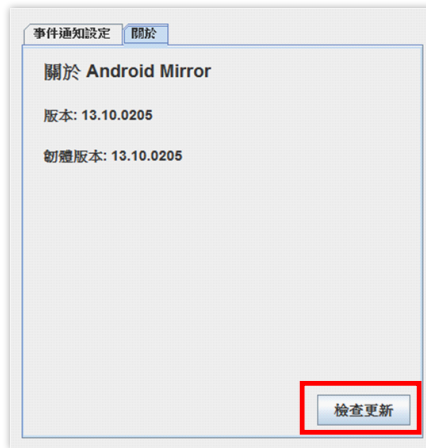 事件通知設定 關於
關於 Android Mirror
版本: 13.10.0205
韌體版本: 13.10.0205
檢查更新